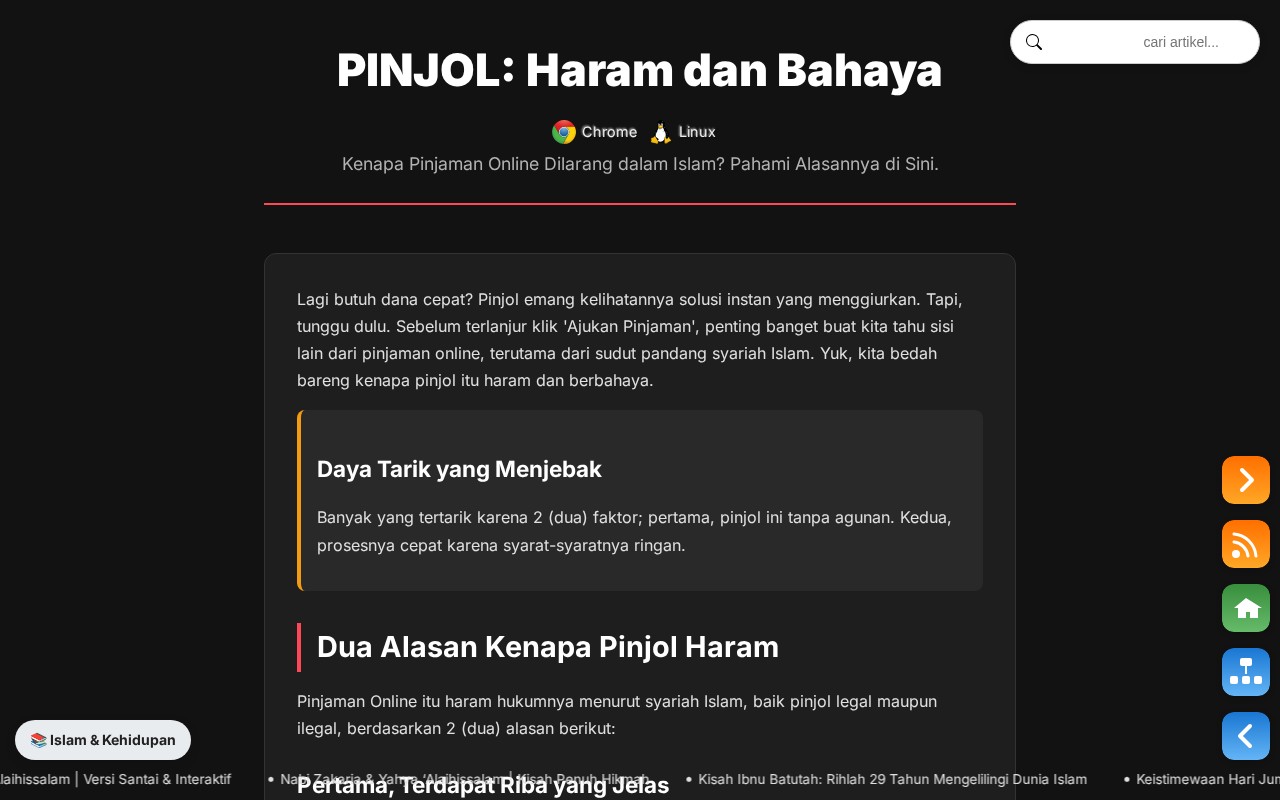 cari artikel...
PINJOL: Haram dan Bahaya
Chrome Linux
Kenapa Pinjaman Online Dilarang dalam Islam? Pahami Alasannya di Sini.
Lagi butuh dana cepat? Pinjol emang kelihatannya solusi instan yang menggiurkan. Tapi,
tunggu dulu. Sebelum terlanjur klik 'Ajukan Pinjaman', penting banget buat kita tahu sisi
lain dari pinjaman online, terutama dari sudut pandang syariah Islam. Yuk, kita bedah
bareng kenapa pinjol itu haram dan berbahaya.
Daya Tarik yang Menjebak
Banyak yang tertarik karena 2 (dua) faktor; pertama, pinjol ini tanpa agunan. Kedua,
prosesnya cepat karena syarat-syaratnya ringan.
Dua Alasan Kenapa Pinjol Haram
Pinjaman Online itu haram hukumnya menurut syariah Islam, baik pinjol legal maupun
ilegal, berdasarkan 2 (dua) alasan berikut:
📚 Islam & Kehidupan
Pertama, Terdapat Riba yang Jelas
laihissalam | Versi Santai & Interaktif • Nabi Zakaria & Yahya 'Alaihissalam | Kisah Penuh Hikmah • Kisah Ibnu Batutah: Rihlah 29 Tahun Mengelilingi Dunia Islam • Keistimewaan Hari Jum